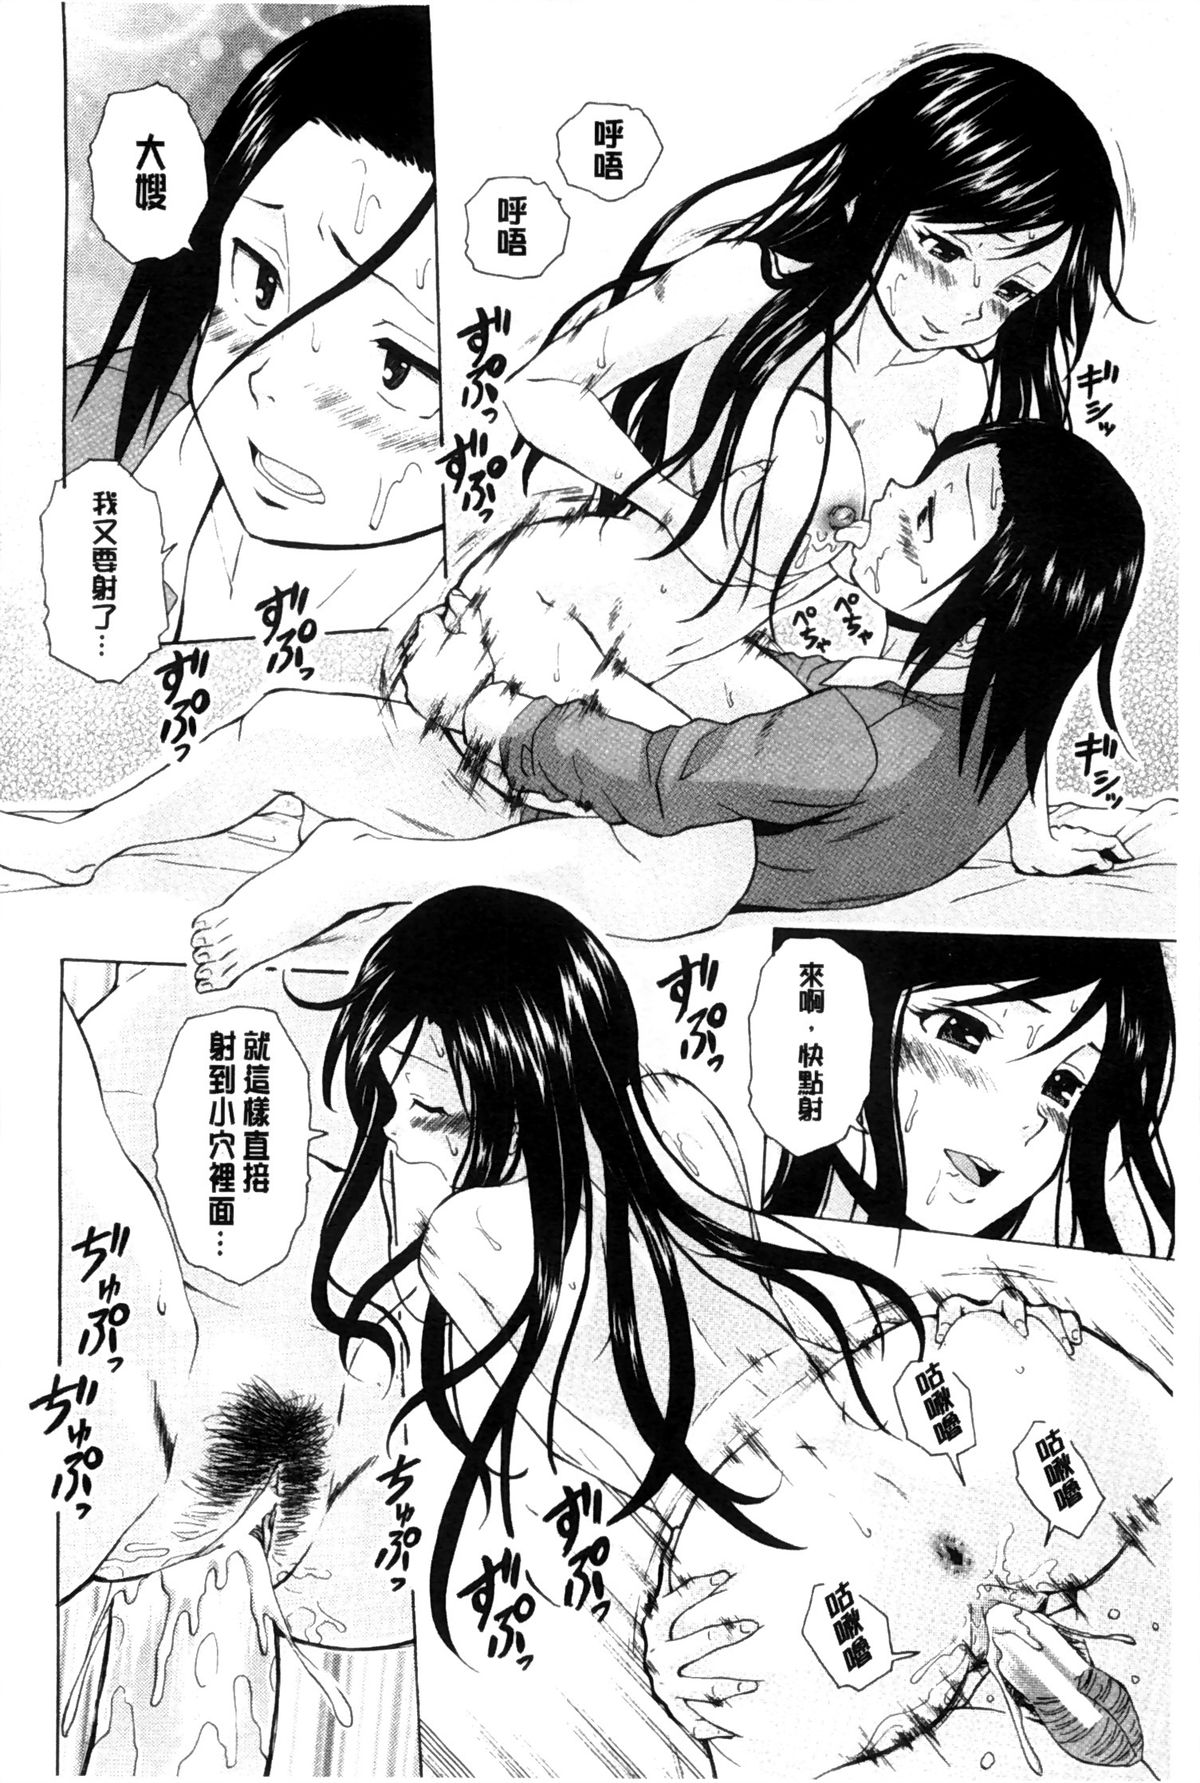 呼唔
呼唔
ずぷっ
ずぷっ
ギシッ
ギシッ
ぺちゃ
ぺちゃ
大嫂
我又要射了…
ずぷっ
ずぷっ
來啊，快點射
ずぷっ
就這樣直接
射到小穴裡面…
ぢゅぷっ
ぢゅぷっ
ぢゅぷっ
ずぷっ
ずぷっ
咕啾嚕
咕啾嚕
咕啾嚕